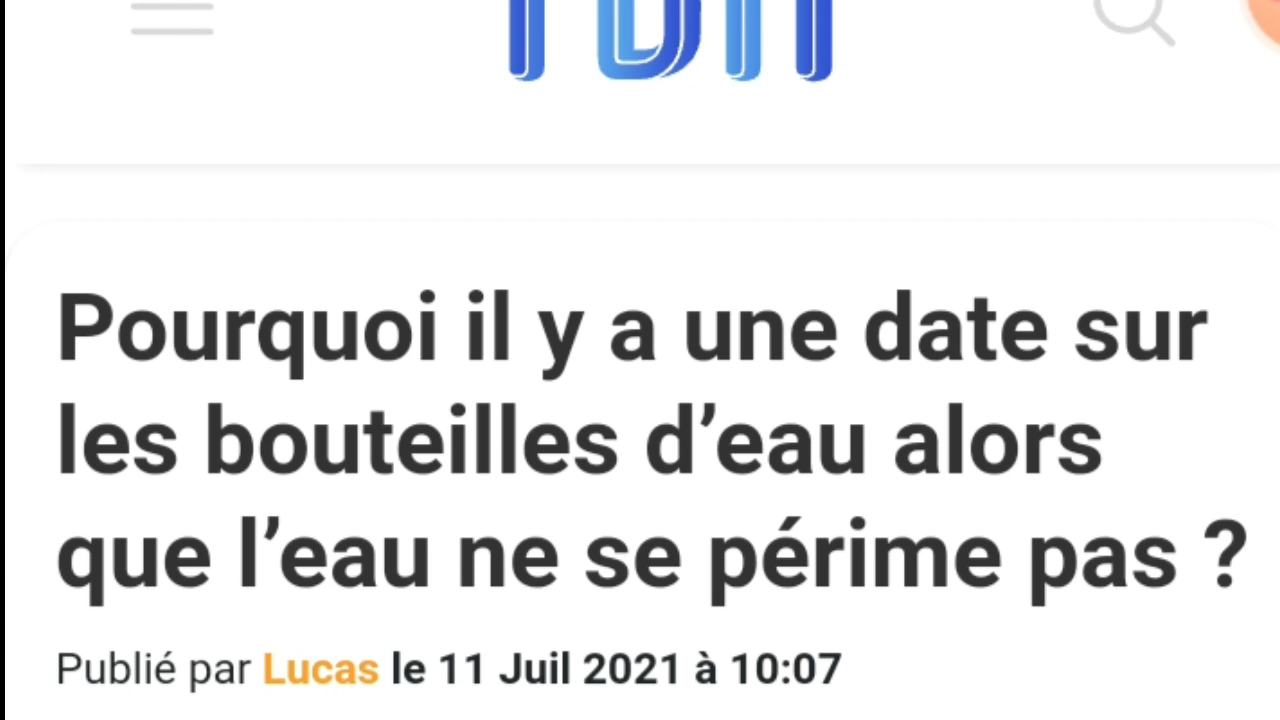 Pourquoi il y a une date sur
les bouteilles d’eau alors
que l’eau ne se périme pas ?
Publié par Lucas le 11 Juil 2021 à 10:07